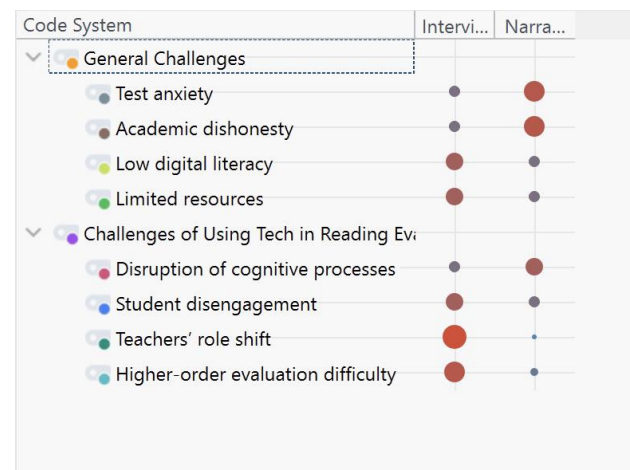 Code System Intervi... Narra...
General Challenges
Test anxiety
Academic dishonesty
Low digital literacy
Limited resources
Challenges of Using Tech in Reading Eva
Disruption of cognitive processes
Student disengagement
Teachers’ role shift
Higher-order evaluation difficulty